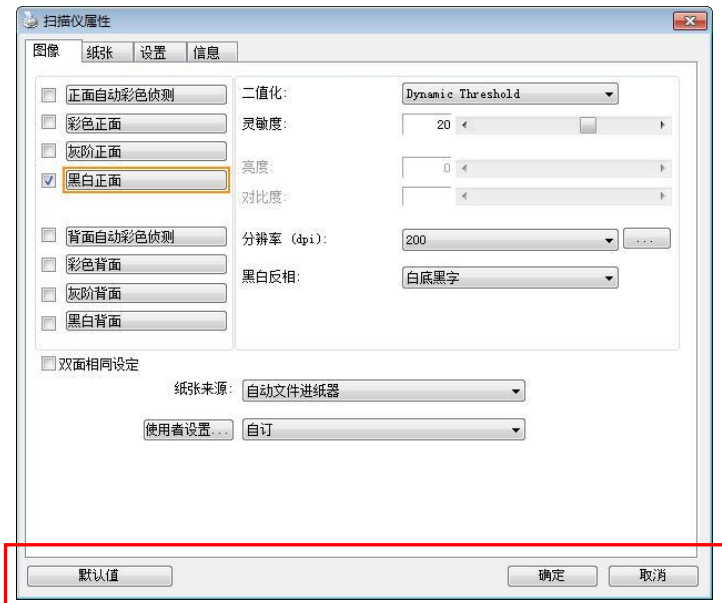 扫描仪属性
图像 纸张 设置 信息
正面自动彩色侦测 二值化: Dynamic Threshold
彩色正面 灵敏度: 20
灰阶正面
亮度: 0
黑白正面
对比度:
背面自动彩色侦测 分辨率 (dpi): 200 ...
彩色背面
黑白反相: 白底黑字
灰阶背面
黑白背面
双面相同设定
纸张来源: 自动文件进纸器
使用者设置... 自订
默认值 确定 取消